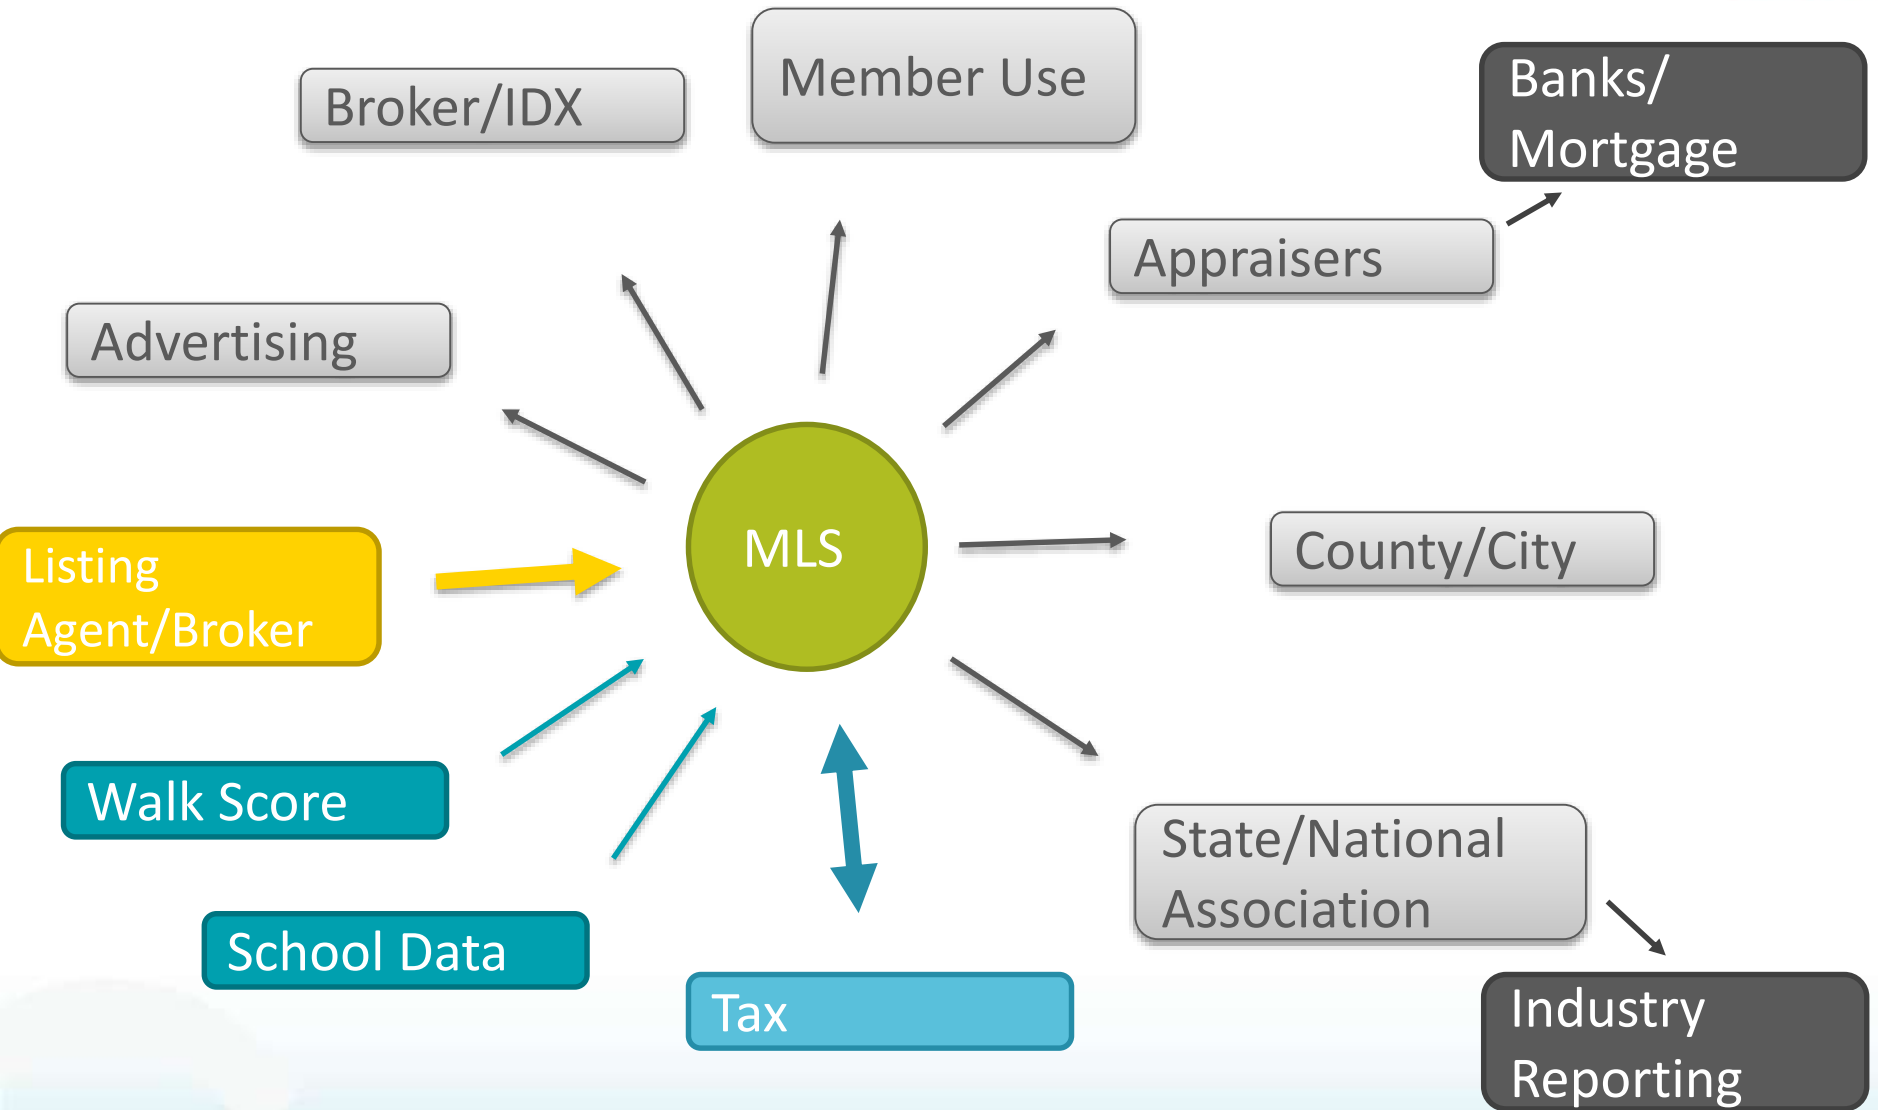 Member Use
Broker/IDX
Banks/
Mortgage
Appraisers
Advertising
MLS
County/City
Listing
Agent/Broker
Walk Score
State/National
Association
School Data
Tax
Industry
Reporting